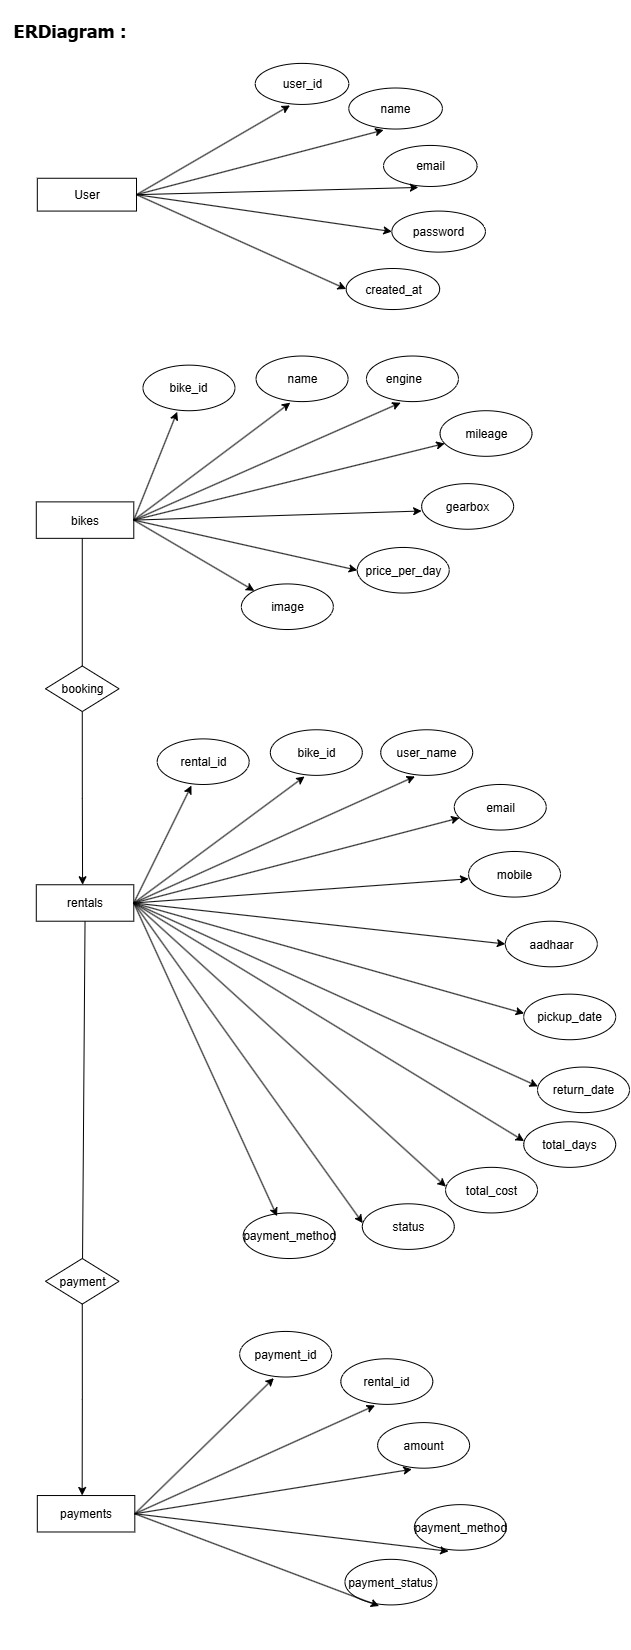 ERDiagram :
user_id
name
email
User
password
created_at
bike_id
name
engine
mileage
gearbox
bikes
price_per_day
image
booking
rental_id
bike_id
user_name
email
mobile
rentals
aadhaar
pickup_date
return_date
total_days
total_cost
status
payment_method
payment
payment_id
rental_id
amount
payments
payment_method
payment_status